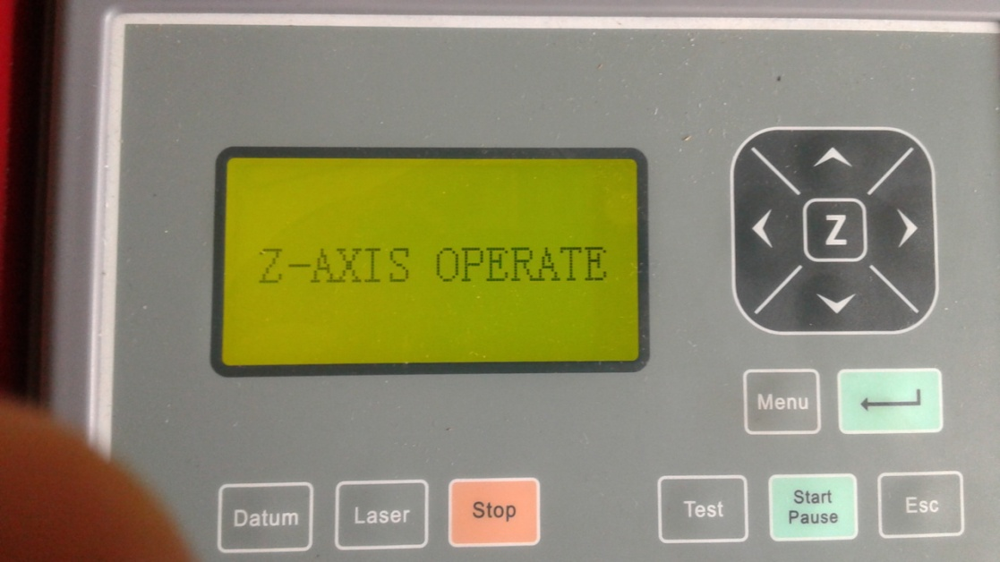 Z-AXIS OPERATE
Z
Menu
Datum
Laser
Stop
Test
Start
Pause
Esc